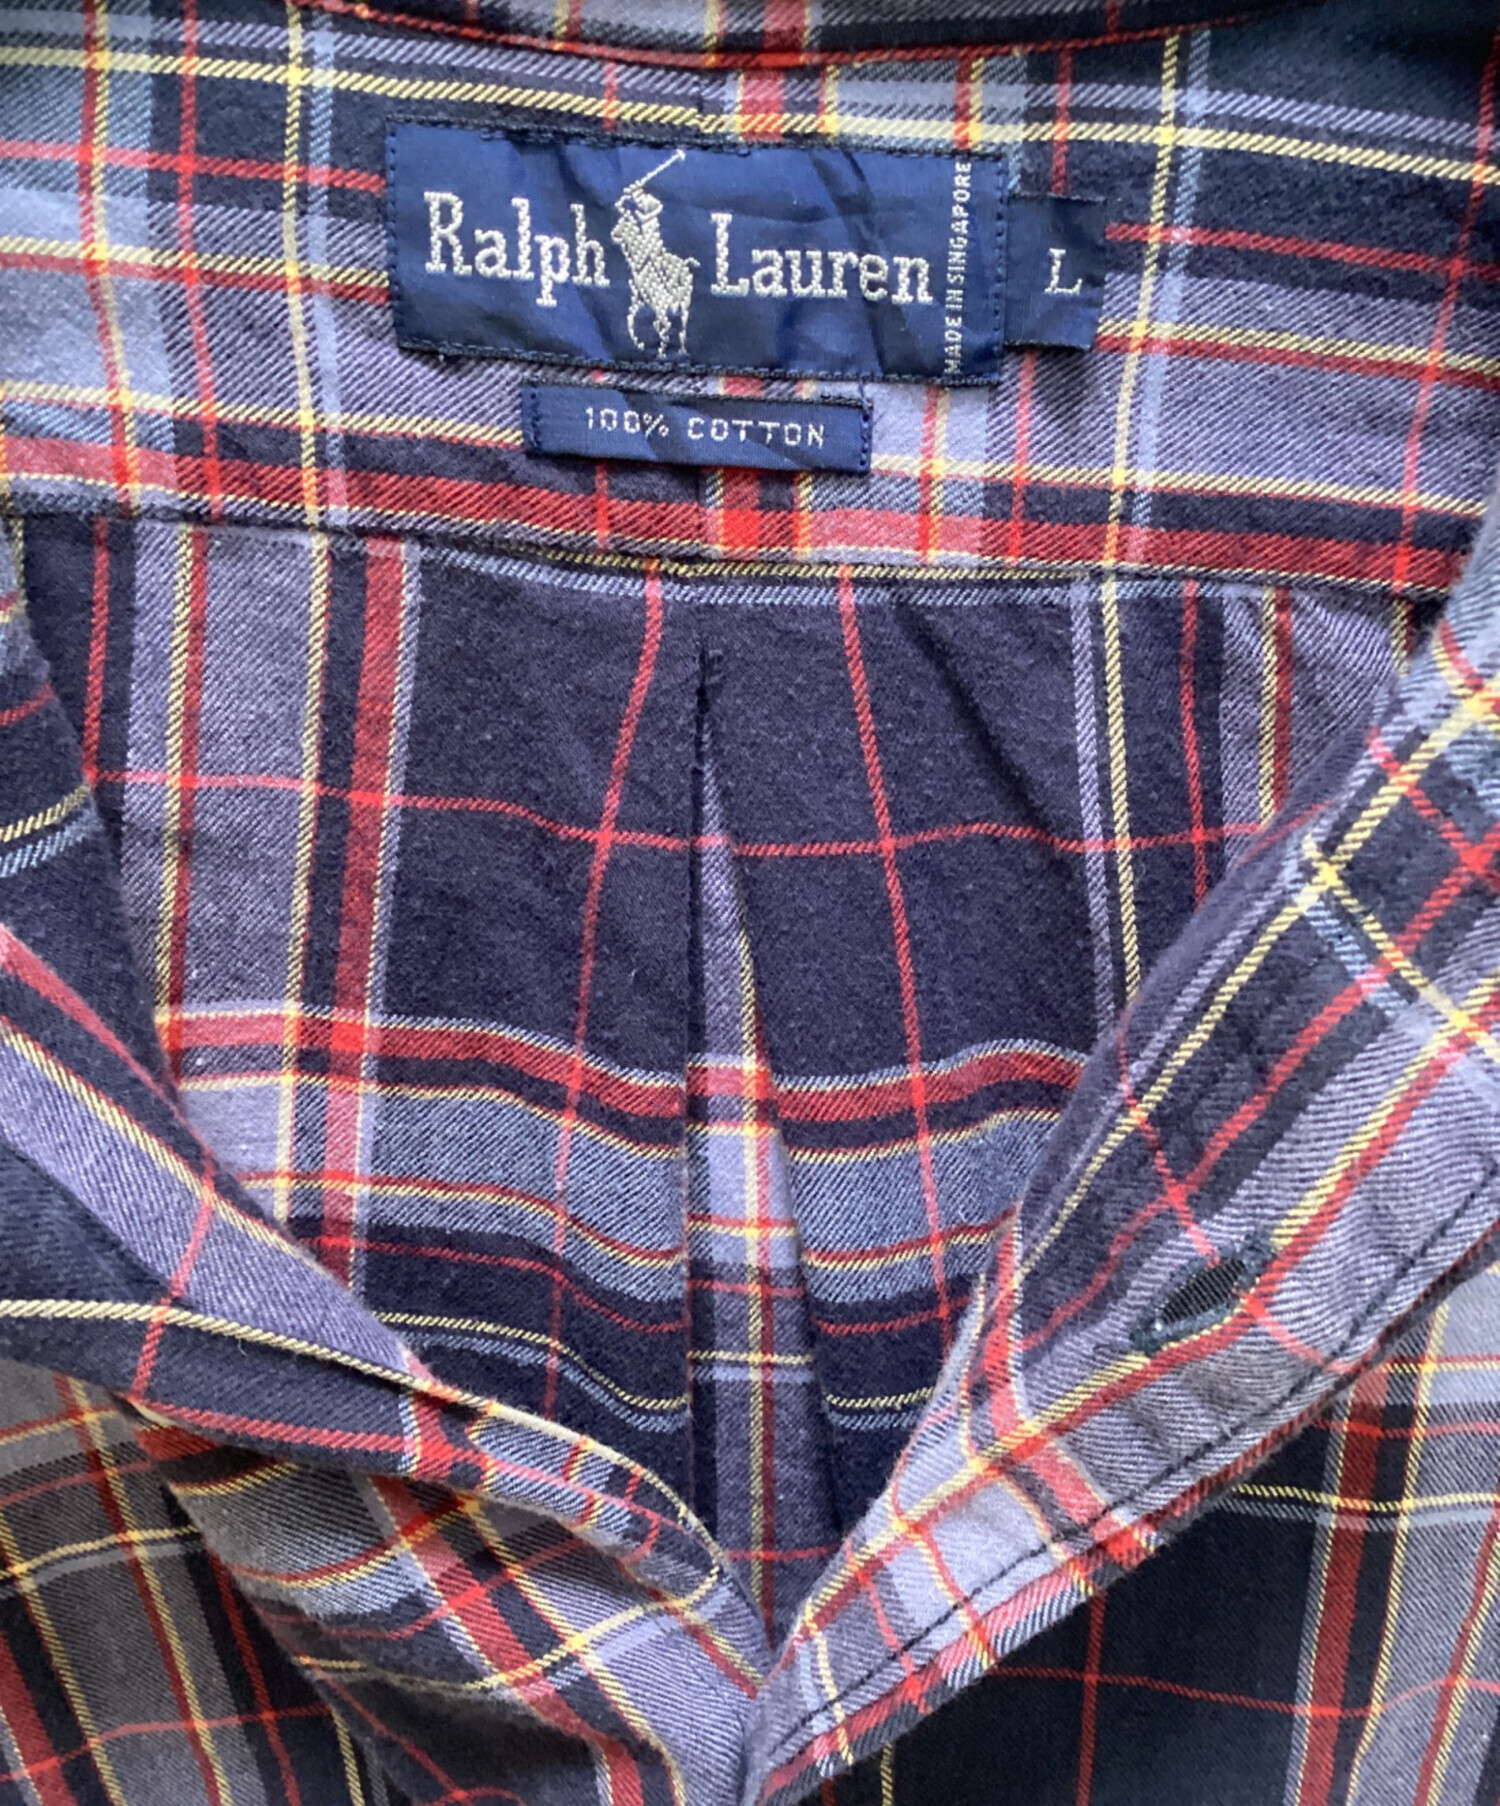 Ralph Lauren
MADE IN SINGAPORE
L
100% COTTON